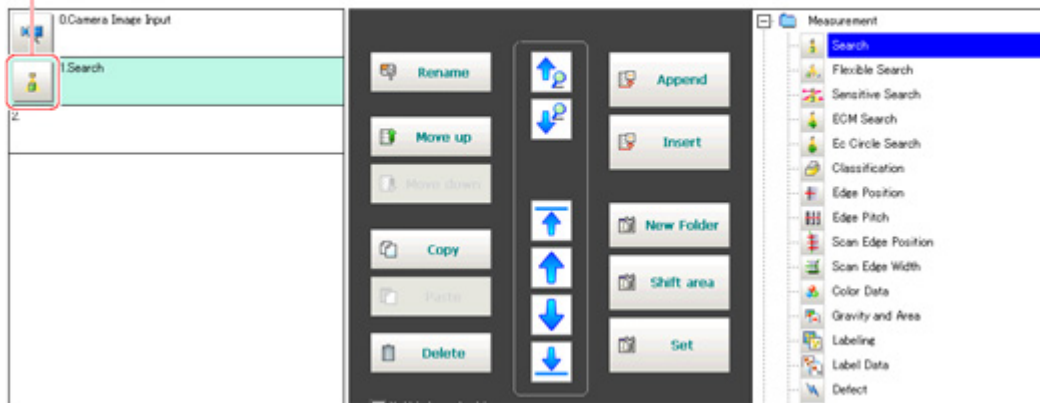 0.Camera Image Input
1.Search
2.
Rename
Move up
Move down
Copy
Paste
Delete
Append
Insert
New Folder
Shift area
Set
Measurement
Search
Flexible Search
Sensitive Search
ECM Search
Ec Circle Search
Classification
Edge Position
Edge Pitch
Scan Edge Position
Scan Edge Width
Color Data
Gravity and Area
Labeling
Label Data
Defect